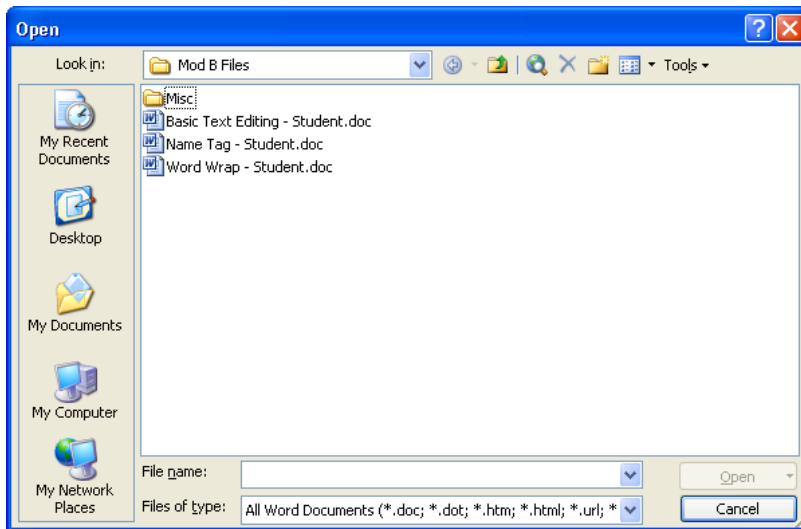 Open
Look in:
Mod B Files
Tools
Misc
Basic Text Editing - Student.doc
Name Tag - Student.doc
Word Wrap - Student.doc
My Recent
Documents
Desktop
My Documents
My Computer
My Network
Places
File name:
Open
Files of type:
All Word Documents (*.doc; *.dot; *.htm; *.html; *.url; *
Cancel